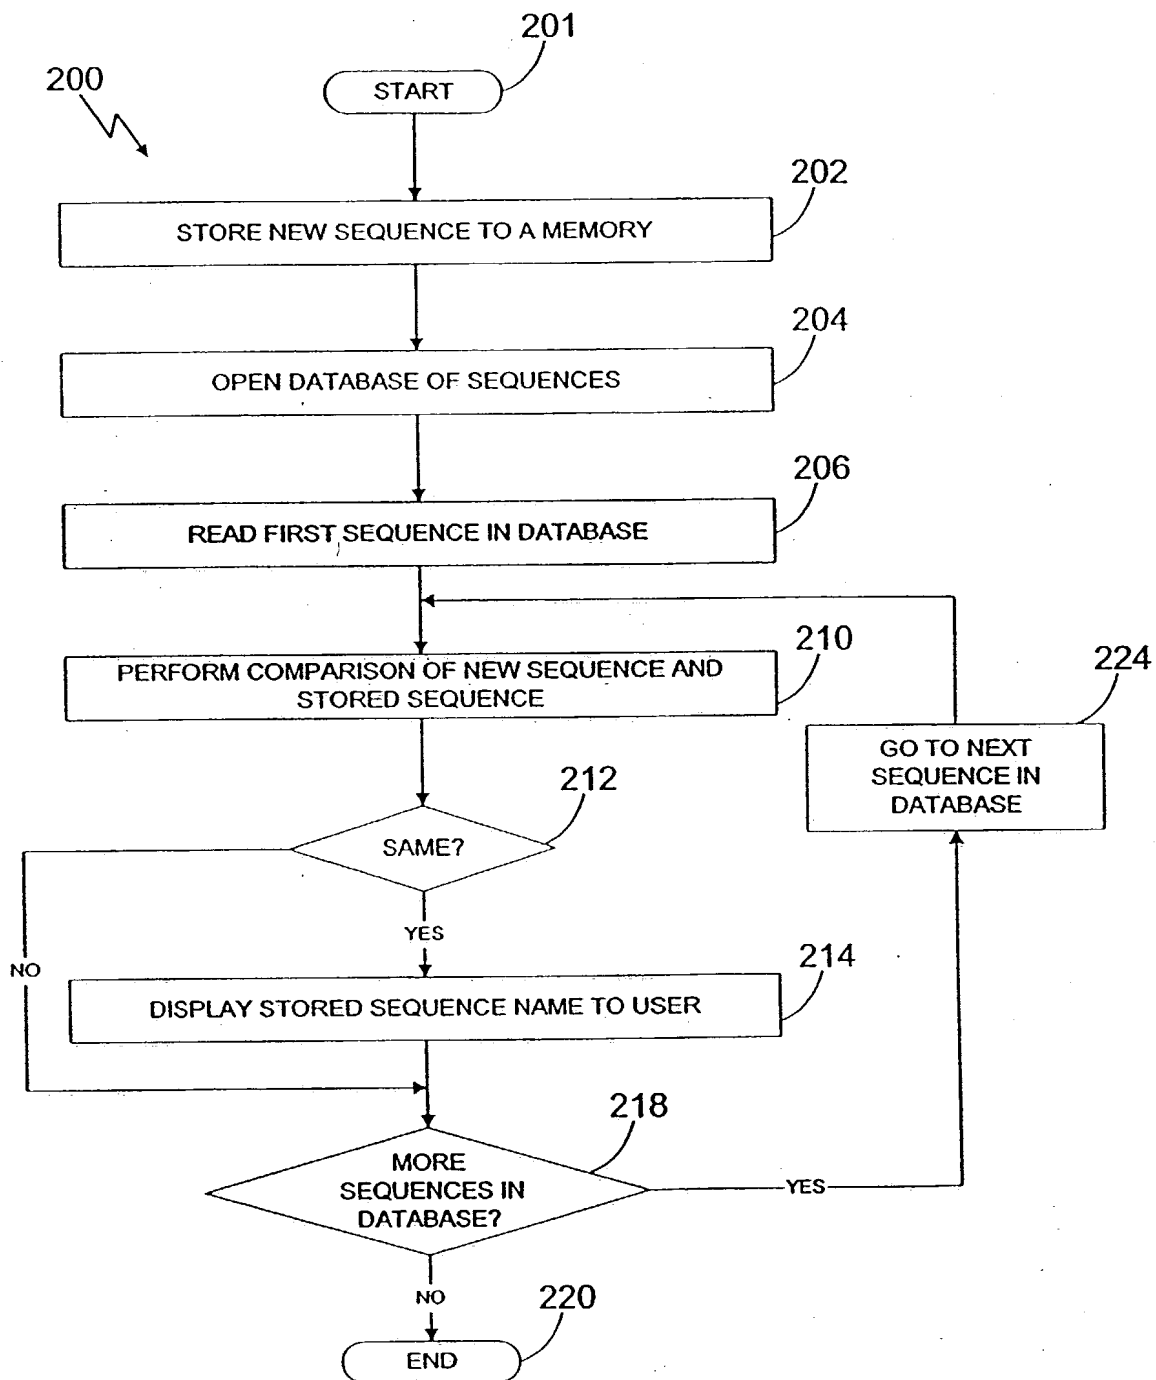 201
200
START
202
STORE NEW SEQUENCE TO A MEMORY
204
OPEN DATABASE OF SEQUENCES
206
READ FIRST SEQUENCE IN DATABASE
210
PERFORM COMPARISON OF NEW SEQUENCE AND
STORED SEQUENCE
224
GO TO NEXT
SEQUENCE IN
DATABASE
212
SAME?
YES
NO
214
DISPLAY STORED SEQUENCE NAME TO USER
218
MORE
SEQUENCES IN
DATABASE?
YES
NO
220
END